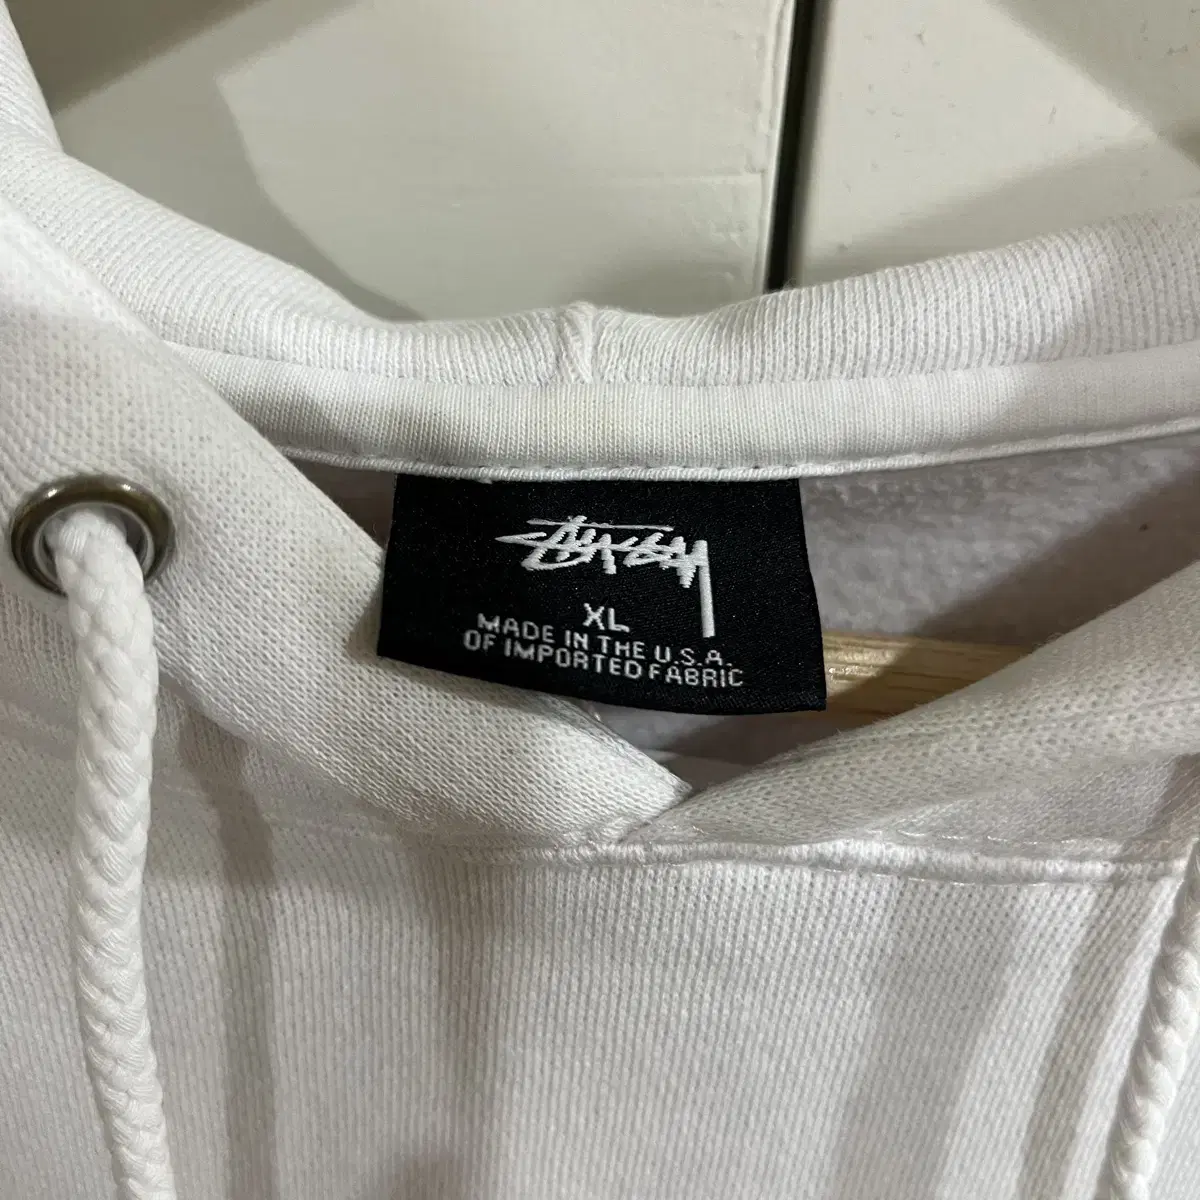 Stüssy
XL
MADE IN THE U.S.A.
OF IMPORTED FABRIC